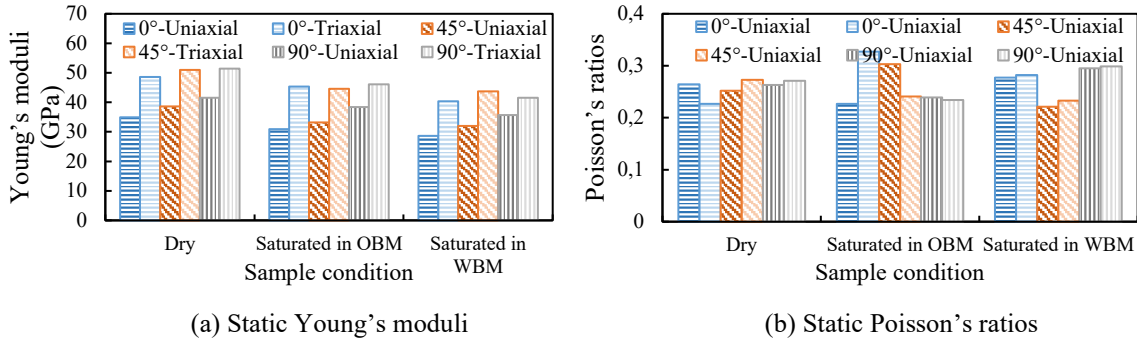 70
60
50
40
30
20
10
0
Young's moduli
(GPa)
0°-Uniaxial 0°-Triaxial 45°-Uniaxial
45°-Triaxial 90°-Uniaxial 90°-Triaxial
Dry Saturated in OBM Saturated in
WBM
Sample condition
(a) Static Young's moduli
0,4
0,3
0,2
0,1
0
Poisson's ratios
0°-Uniaxial 0°-Uniaxial 45°-Uniaxial
45°-Uniaxial 90°-Uniaxial 90°-Uniaxial
Dry Saturated in OBM Saturated in WBM
Sample condition
(b) Static Poisson's ratios